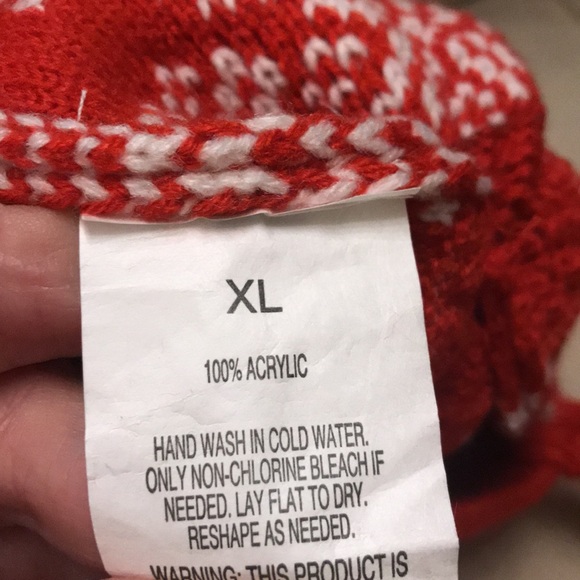 XL
100% ACRYLIC
HAND WASH IN COLD WATER.
ONLY NON-CHLORINE BLEACH IF
NEEDED. LAY FLAT TO DRY.
RESHAPE AS NEEDED.
WARNING: THIS PRODUCT IS